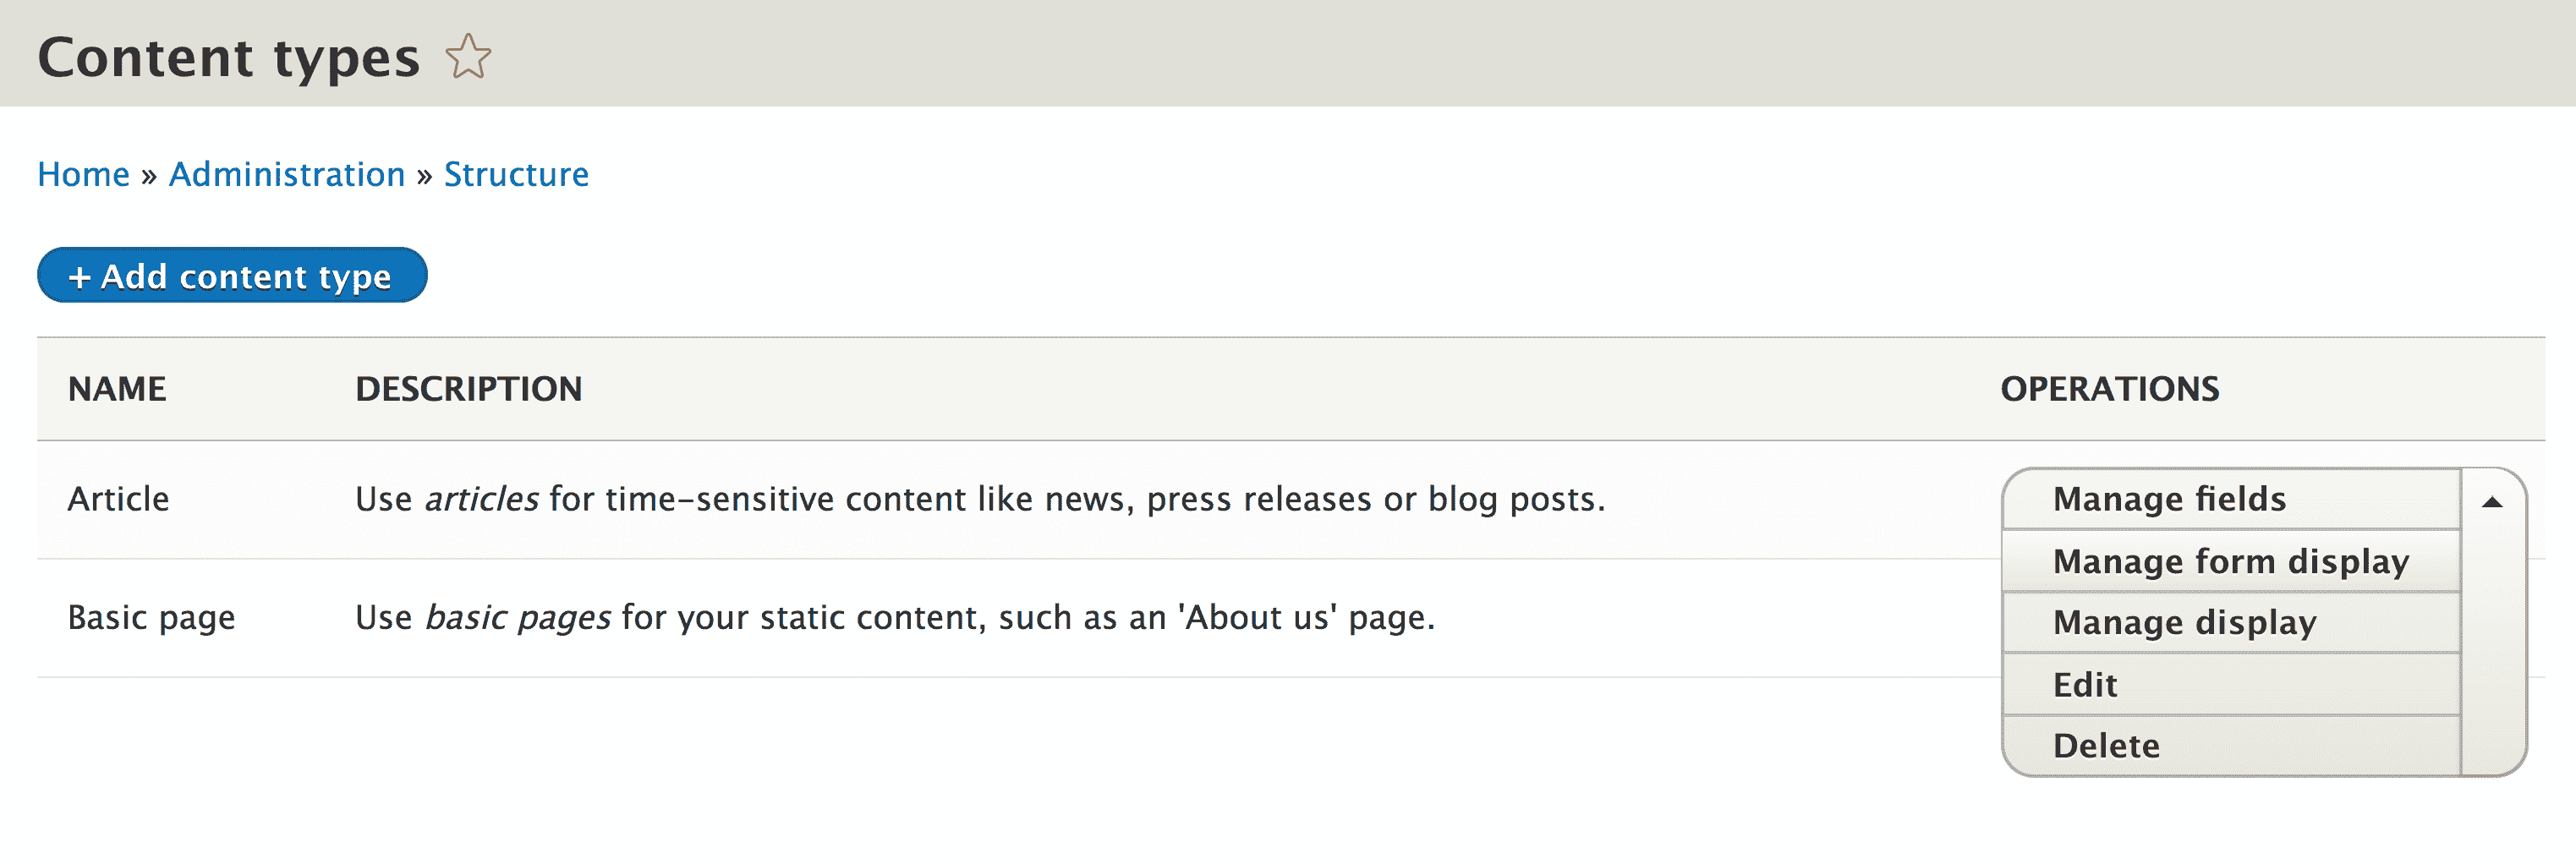 Content types
Home » Administration » Structure
+ Add content type
NAME DESCRIPTION OPERATIONS
Article Use articles for time-sensitive content like news, press releases or blog posts. Manage fields
Manage form display
Basic page Use basic pages for your static content, such as an 'About us' page. Manage display
Edit
Delete